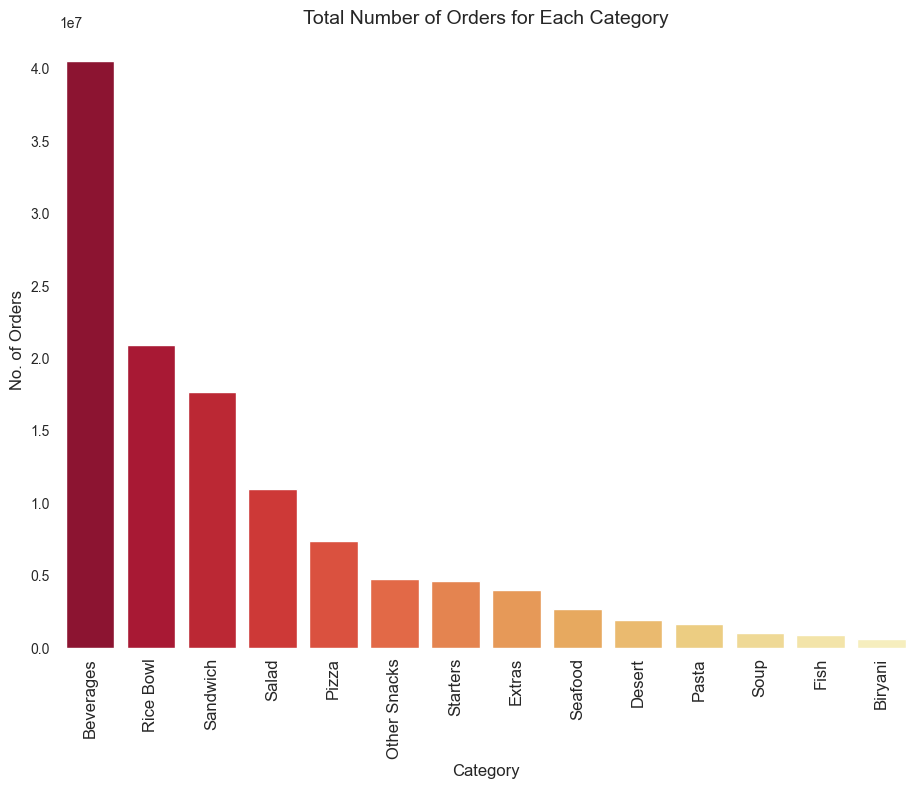 Total Number of Orders for Each Category
1e7
4.0
3.5
3.0
2.5
2.0
1.5
1.0
0.5
0.0
No. of Orders
Beverages
Rice Bowl
Sandwich
Salad
Pizza
Other Snacks
Starters
Extras
Seafood
Desert
Pasta
Soup
Fish
Biryani
Category